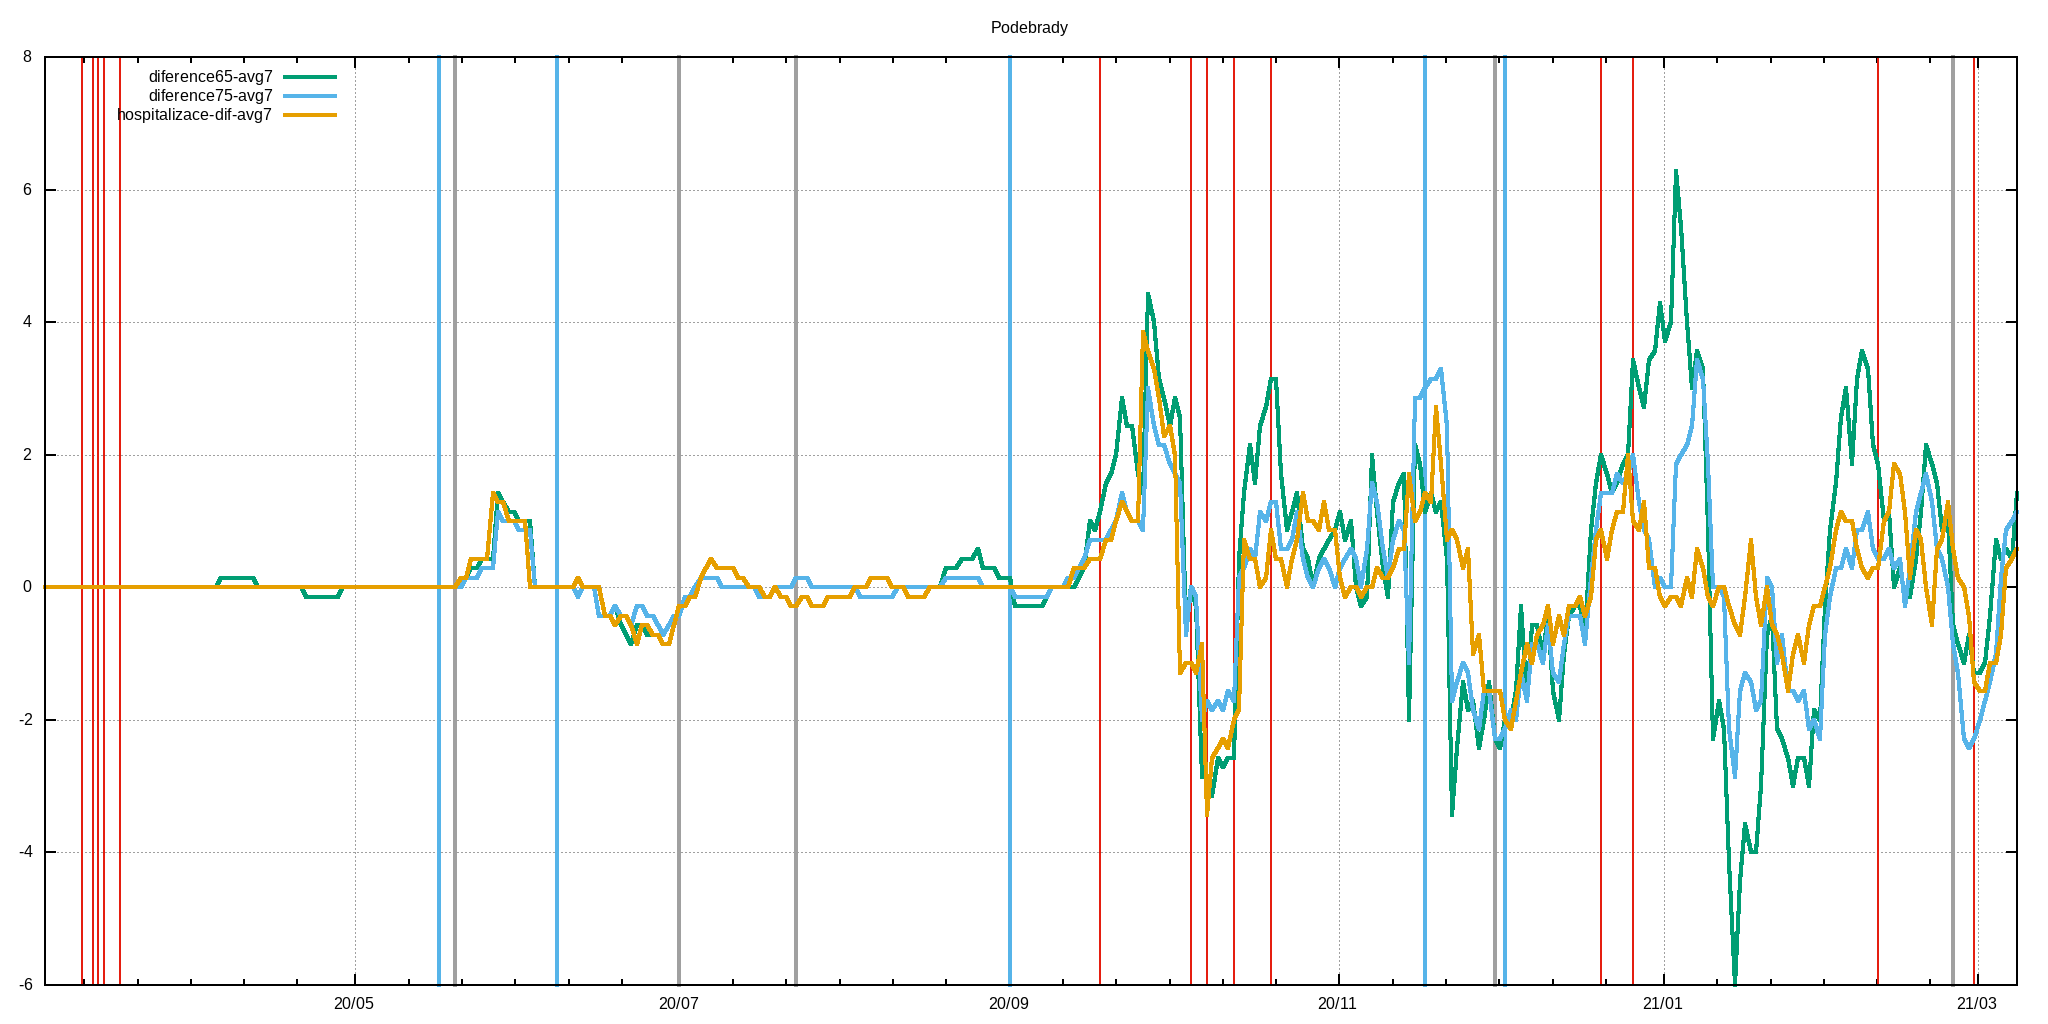 Podebrady
8
diference65-avg7
diference75-avg7
hospitalizace-dif-avg7
6
4
2
0
-2
-4
-6
20/05 20/07 20/09 20/11 21/01 21/03